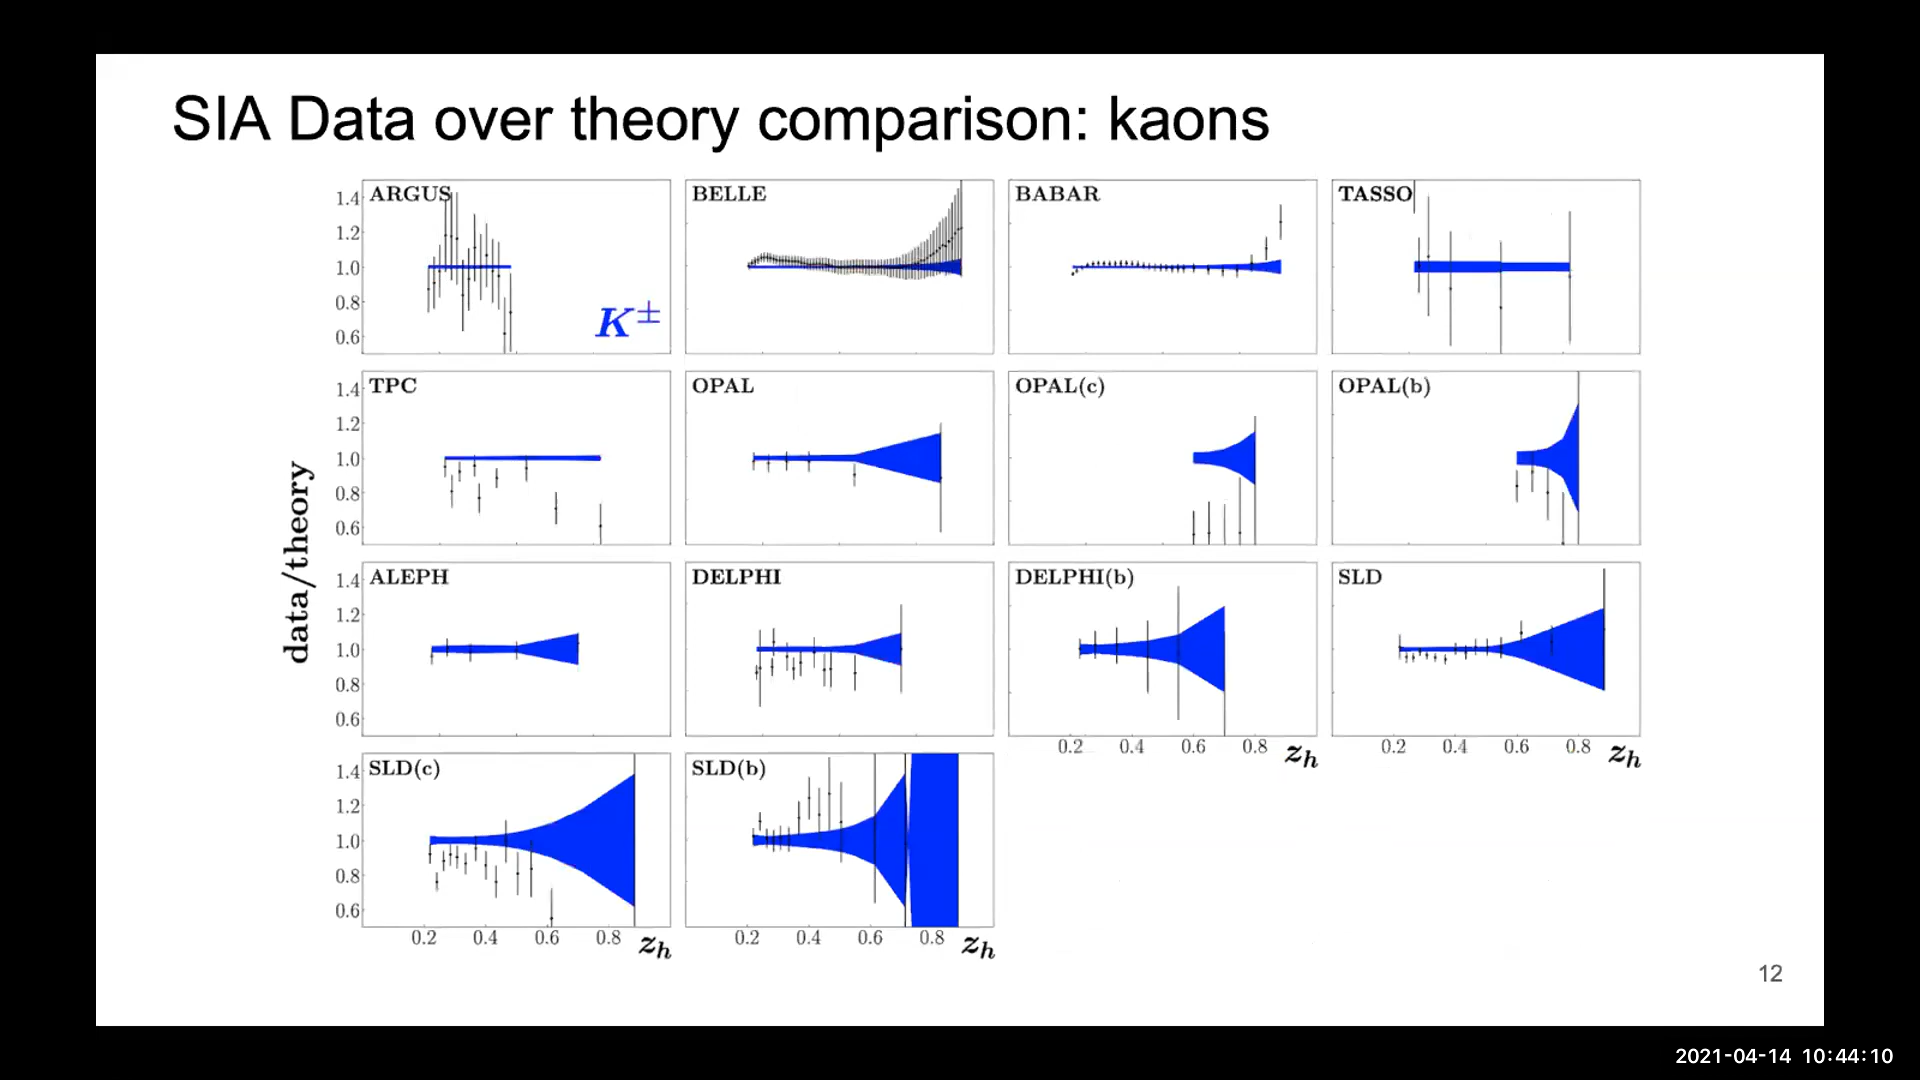 SIA Data over theory comparison: kaons
ARGUS
BELLE
BABAR
TASSO
1.4
1.2
1.0
0.8
0.6
K±
TPC
OPAL
OPAL(c)
OPAL(b)
1.4
1.2
1.0
0.8
0.6
data/theory
ALEPH
DELPHI
DELPHI(b)
SLD
1.4
1.2
1.0
0.8
0.6
0.2 0.4 0.6 0.8 zh
0.2 0.4 0.6 0.8 zh
SLD(c)
SLD(b)
1.4
1.2
1.0
0.8
0.6
0.2 0.4 0.6 0.8 zh
0.2 0.4 0.6 0.8 zh
12
2021-04-14 10:44:10